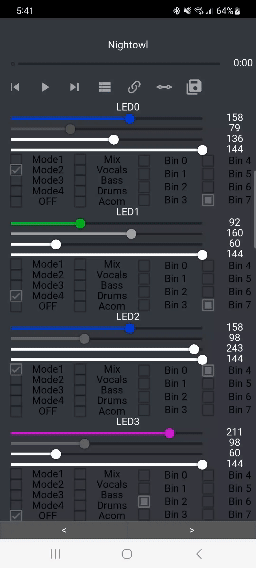 5:41 64%
Nightowl
0:00
LED0
158
79
136
144
Mode1 Mix Bin 0 Bin 4
Mode2 Vocals Bin 1 Bin 5
Mode3 Bass Bin 2 Bin 6
Mode4 Drums Bin 3 Bin 7
OFF Acom
LED1
92
160
60
144
Mode1 Mix Bin 0 Bin 4
Mode2 Vocals Bin 1 Bin 5
Mode3 Bass Bin 2 Bin 6
Mode4 Drums Bin 3 Bin 7
OFF Acom
LED2
158
98
243
144
Mode1 Mix Bin 0 Bin 4
Mode2 Vocals Bin 1 Bin 5
Mode3 Bass Bin 2 Bin 6
Mode4 Drums Bin 3 Bin 7
OFF Acom
LED3
211
98
60
144
Mode1 Mix Bin 0 Bin 4
Mode2 Vocals Bin 1 Bin 5
Mode3 Bass Bin 2 Bin 6
Mode4 Drums Bin 3 Bin 7
OFF Acom
< >